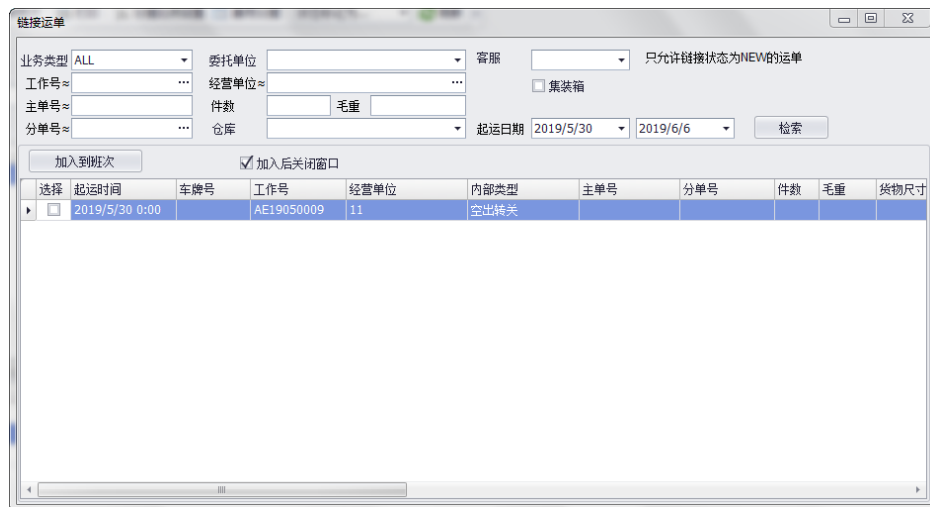 链接运单
业务类型 ALL 委托单位 客服 只允许链接状态为NEW的运单
工作号≈ ... 经营单位≈ ... 集装箱
主单号≈ 件数 毛重
分单号≈ ... 仓库 起运日期 2019/5/30 2019/6/6 检索
加入到班次 加入后关闭窗口
选择 起运时间 车牌号 工作号 经营单位 内部类型 主单号 分单号 件数 毛重 货物尺寸
2019/5/30 0:00 AE19050009 11 空出转关